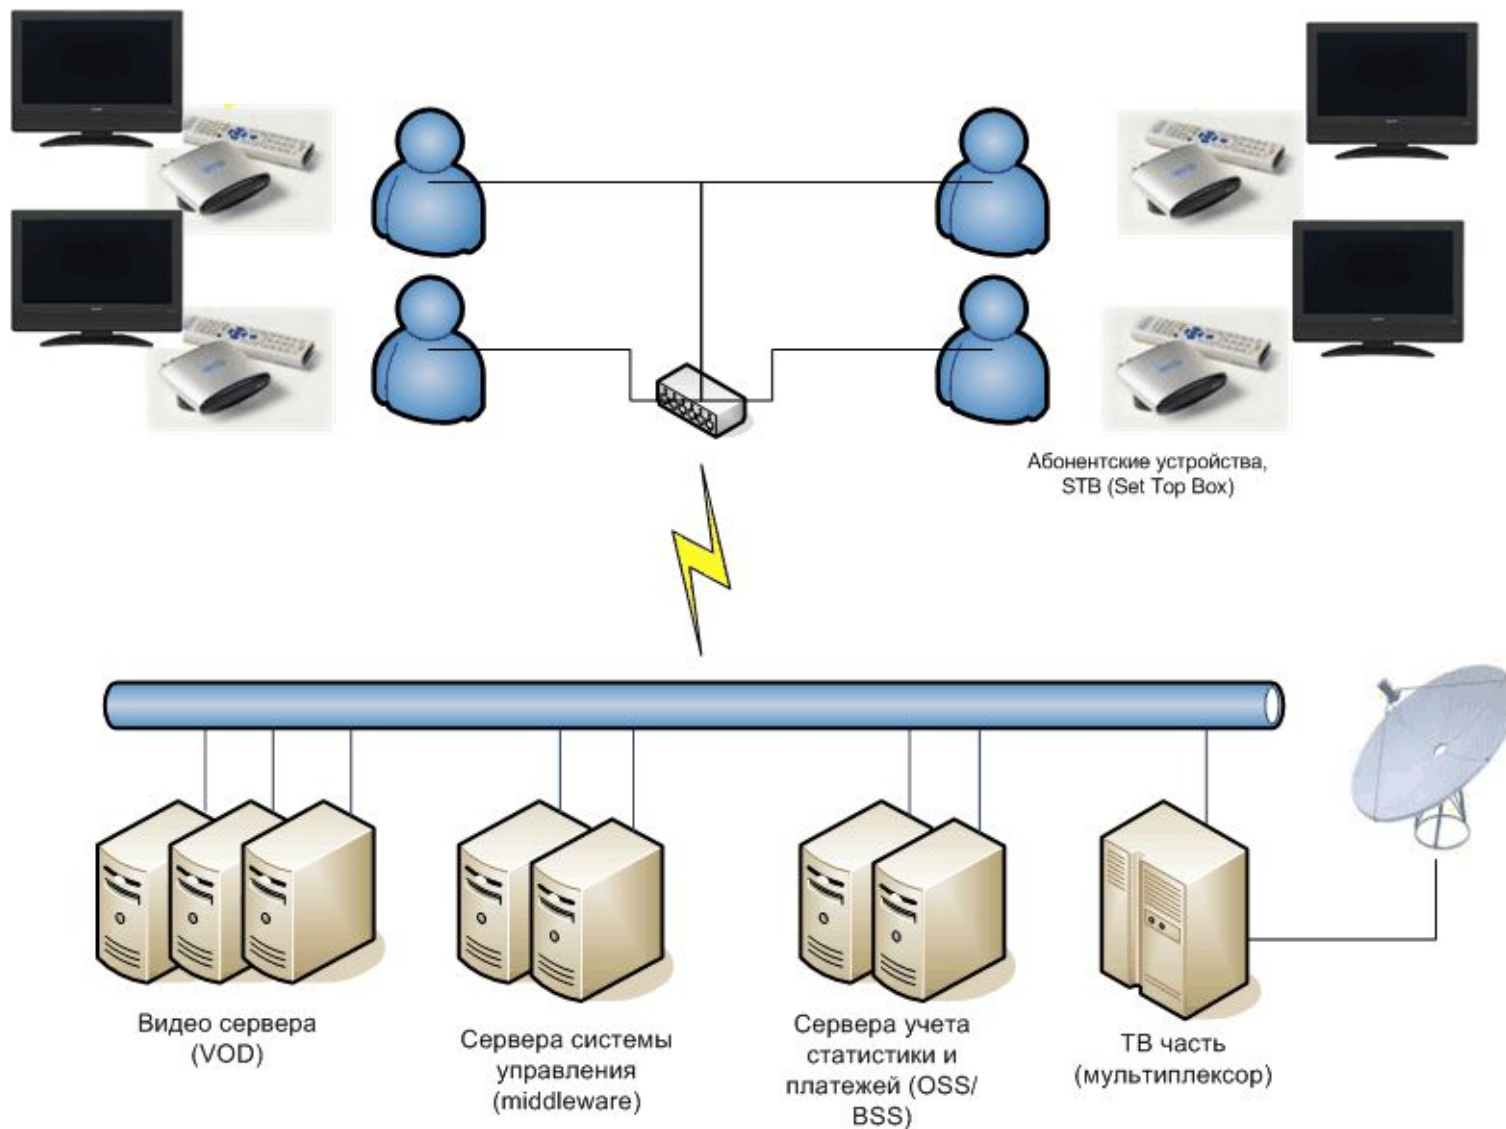 Абонентские устройства,
STB (Set Top Box)
Видео сервера
(VOD)
Сервера системы
управления
(middleware)
Сервера учета
статистики и
платежей (OSS/
BSS)
ТВ часть
(мультиплексор)